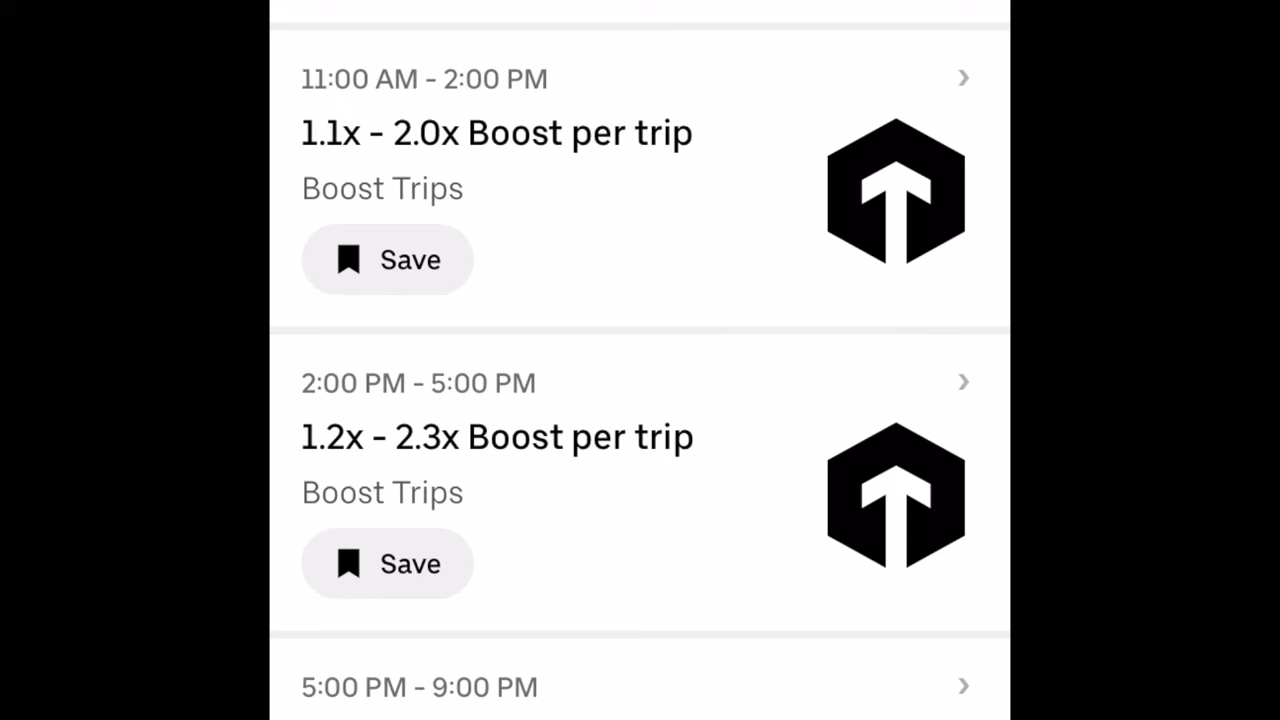 11:00 AM - 2:00 PM
1.1x - 2.0x Boost per trip
Boost Trips
Save
2:00 PM - 5:00 PM
1.2x - 2.3x Boost per trip
Boost Trips
Save
5:00 PM - 9:00 PM